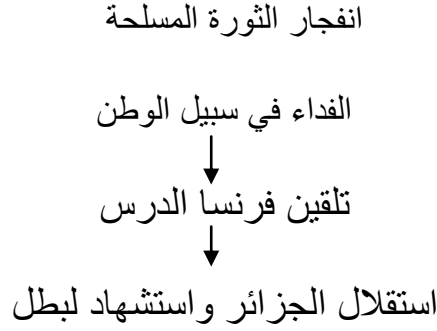 انفجار الثورة المسلحة
الفداء في سبيل الوطن
تلقين فرنسا الدرس
استقلال الجزائر واستشهاد لبطل